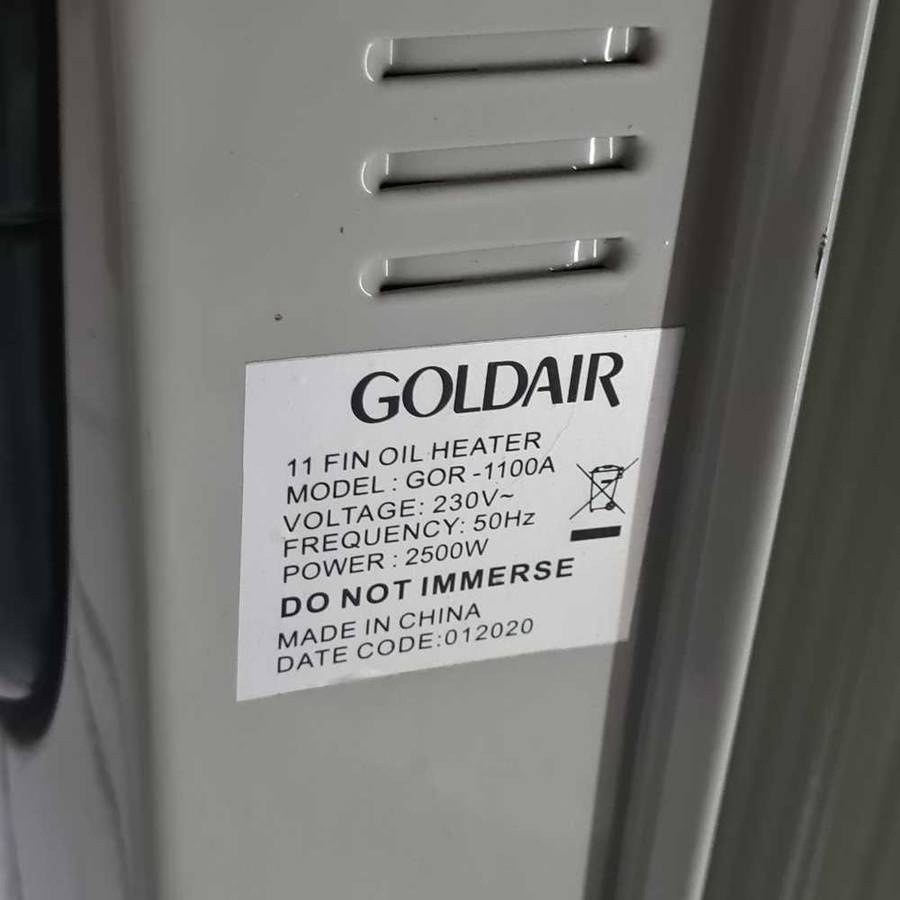 GOLDAIR
11 FIN OIL HEATER
MODEL : GOR -1100A
VOLTAGE: 230V~
FREQUENCY: 50Hz
POWER : 2500W
DO NOT IMMERSE
MADE IN CHINA
DATE CODE:012020